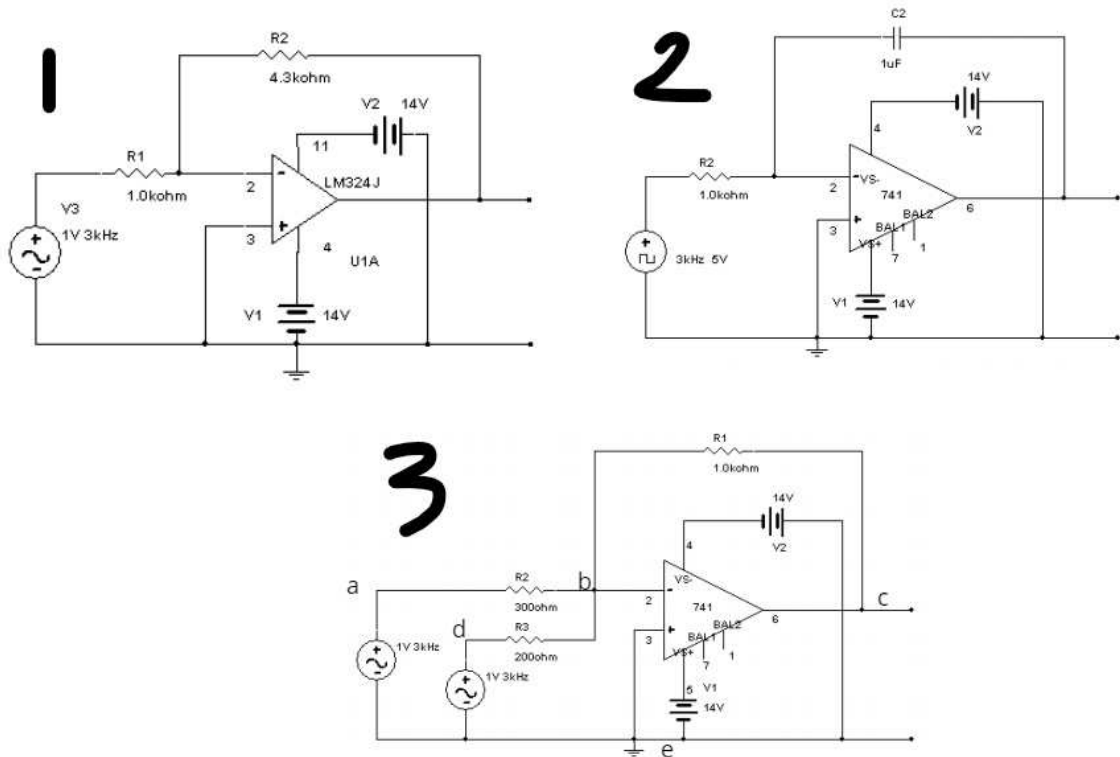 1
R2
4.3kohm
V2 14V
11
R1
1.0kohm
2
-
LM324J
V3
1V 3kHz
+
-
3
+
4
U1A
V1 14V
2
C2
1uF
14V
V2
4
R2
1.0kohm
2
-
VS-
741
6
3
+
BAL2
BAL1
VS+
1
7
+
-
3kHz 5V
V1 14V
3
R1
1.0kohm
14V
V2
4
a
R2
300ohm
b
2
-
VS-
741
6
c
d
R3
200ohm
3
+
BAL2
BAL1
VS+
1
7
+
-
1V 3kHz
+
-
1V 3kHz
5
V1
14V
e